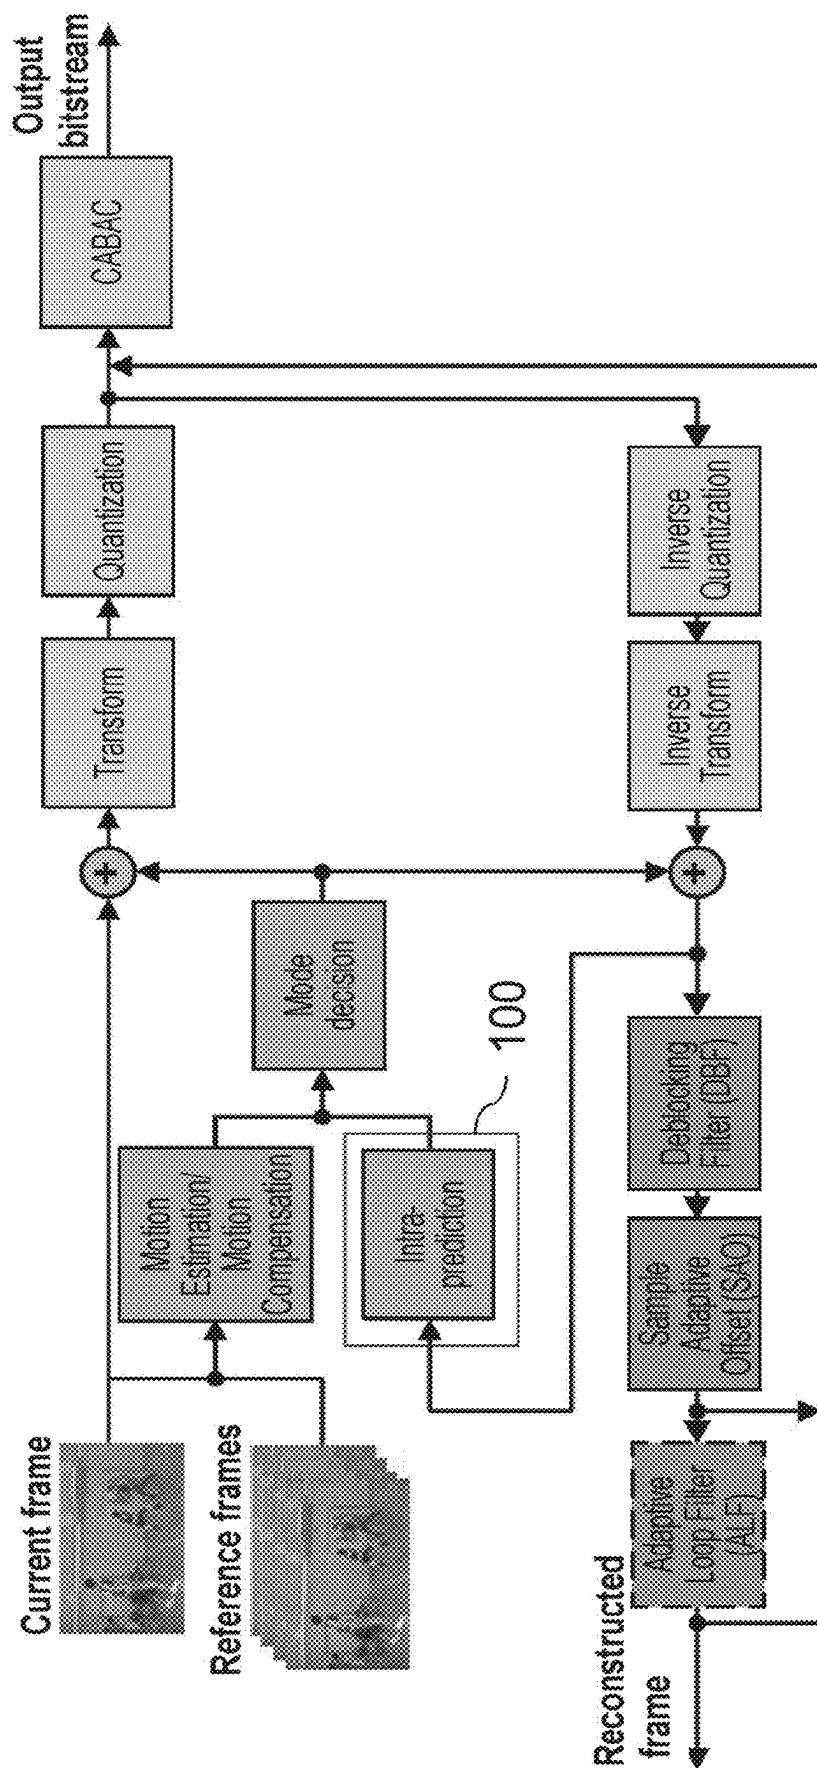 Current frame
Reference frames
Motion
Estimation/
Motion
Compensation
Intra-
prediction
100
Mode
decision
+
Transform
Quantization
CABAC
Output
bitstream
Inverse
Quantization
Inverse
Transform
+
Deblocking
Filter (DBF)
Sample
Adaptive
Offset (SAO)
Adaptive
Loop Filter
(ALF)
Reconstructed
frame